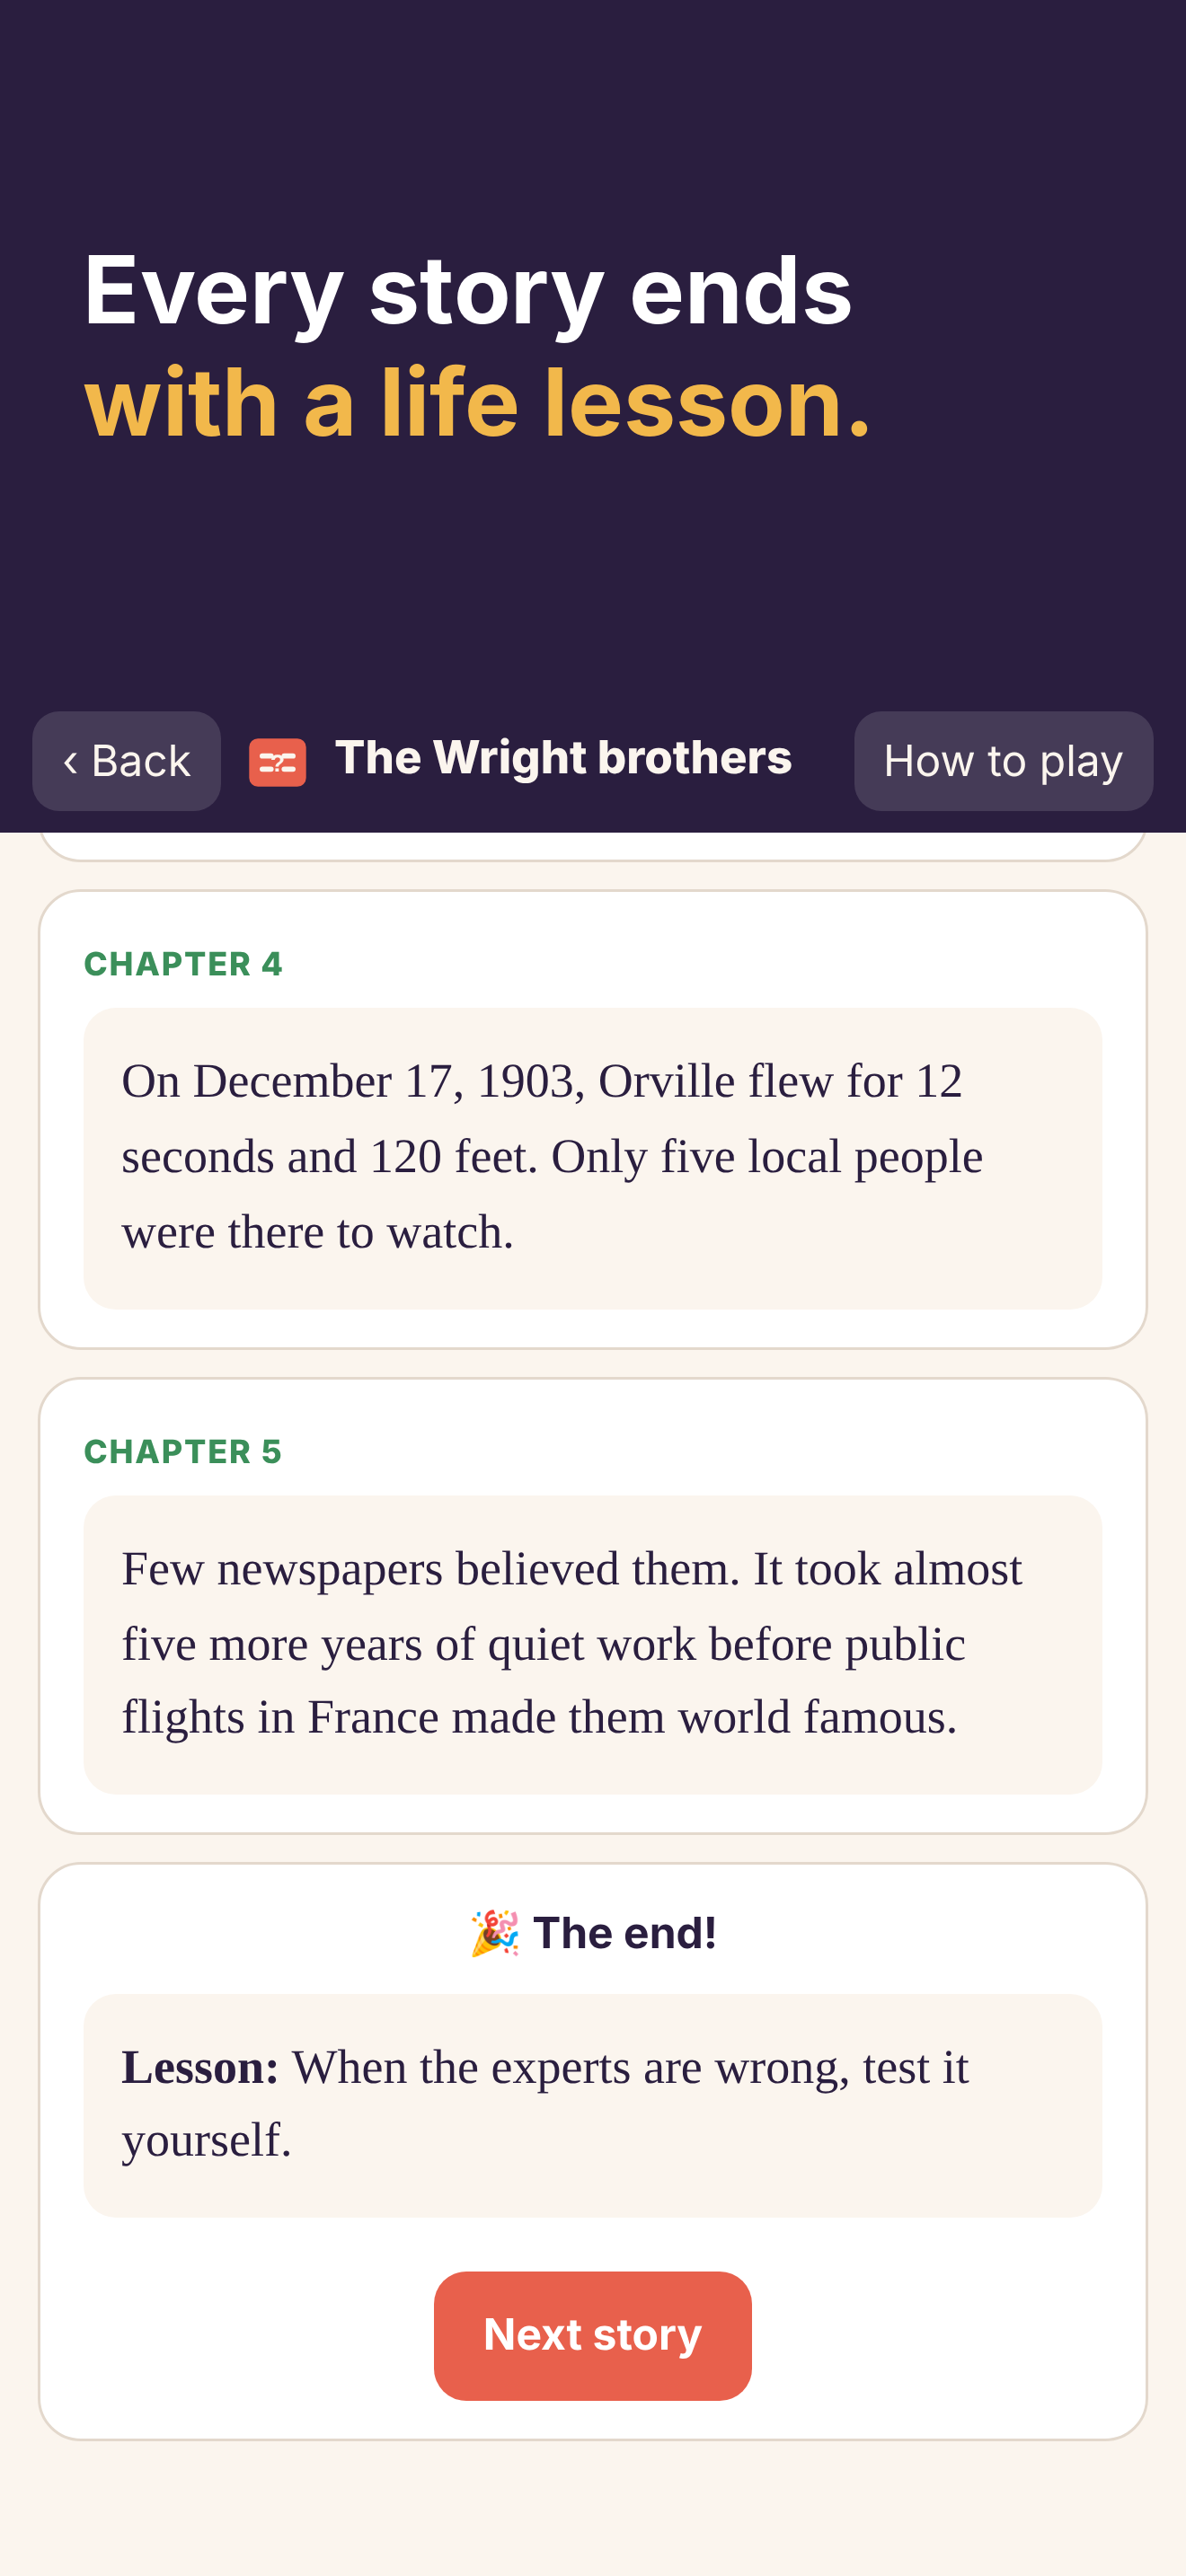 Every story ends
with a life lesson.
‹ Back
The Wright brothers
How to play
CHAPTER 4
On December 17, 1903, Orville flew for 12
seconds and 120 feet. Only five local people
were there to watch.
CHAPTER 5
Few newspapers believed them. It took almost
five more years of quiet work before public
flights in France made them world famous.
🎉 The end!
Lesson: When the experts are wrong, test it
yourself.
Next story